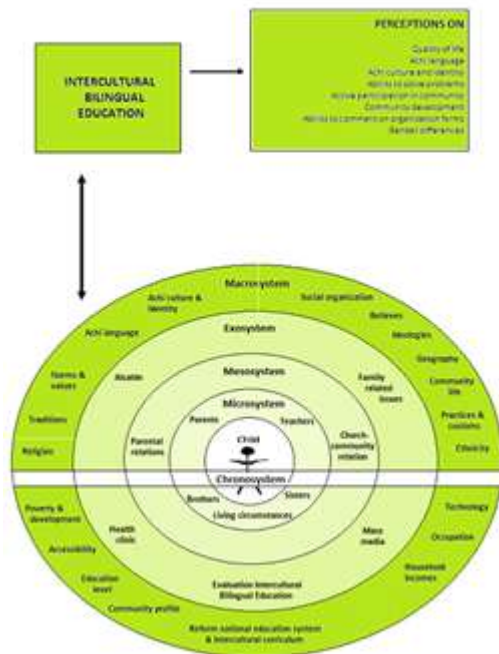 PERCEPTIONS ON
Quality of life
Achi language
Achi culture and identity
Ability to solve problems
Active participation in community
Community development
Ability to comment on organization forms
Gender differences
INTERCULTURAL
BILINGUAL
EDUCATION
Macrosystem
Achi culture &
Identity
Social organization
Believes
Achi language
Ideologies
Exosystem
Geography
Norms &
values
Alcalde
Mesosystem
Family
related
issues
Community
life
Microsystem
Practices &
customs
Traditions
Parents
Teachers
Parental
relations
Child
Church-
community
relation
Religion
Ethnicity
Chronosystem
Brothers
Sisters
Living circumstances
Poverty &
development
Technology
Health
clinic
Mass
media
Accessibility
Occupation
Education
level
Household
incomes
Evaluation Intercultural
Bilingual Education
Community profile
Reform national education system
& Intercultural curriculum